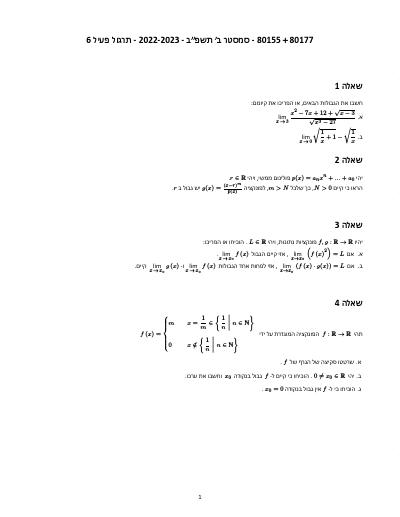 80177 + 80155 - סמסטר ב׳ תשפ״ב - 2022-2023 - תרגול פעיל 6
שאלה 1
חשבו את הגבולות הבאים, או הפריכו את קיומם:
א. $\lim_{x \to 3} \frac{x^2 - 7x + 12 + \sqrt{x-3}}{\sqrt{x^3 - 27}}$
ב. $\lim_{x \to 0} \sqrt{\frac{1}{x} + 1} - \sqrt{\frac{1}{x}}$
שאלה 2
יהי $p(x) = a_n x^n + \ldots + a_0$ פולינום ממשי, ויהי $r \in \mathbb{R}$
הראו כי קיים $N > 0$, כך שלכל $m > N$, לפונקציה $g(x) = \frac{(x-r)^m}{p(x)}$ יש גבול ב $r$.
שאלה 3
יהיו $f, g : \mathbb{R} \to \mathbb{R}$ פונקציות נתונות, ויהי $L \in \mathbb{R}$. הוכיחו או הפריכו:
א. אם $\lim_{x \to x_0} (f(x)^2) = L$, אזי קיים הגבול $\lim_{x \to x_0} f(x)$.
ב. אם $\lim_{x \to x_0} (f(x) \cdot g(x)) = L$, אזי לפחות אחד הגבולות $\lim_{x \to x_0} f(x)$ ו- $\lim_{x \to x_0} g(x)$ קיים.
שאלה 4
תהי $f : \mathbb{R} \to \mathbb{R}$ הפונקציה המוגדרת על ידי $f(x) = \begin{cases} m & x = \frac{1}{m} \in \left\{ \frac{1}{n} \mid n \in \mathbb{N} \right\} \\ 0 & x \notin \left\{ \frac{1}{n} \mid n \in \mathbb{N} \right\} \end{cases}$
א. שרטטו סקיצה של הגרף של $f$.
ב. יהי $0 \neq x_0 \in \mathbb{R}$. הוכיחו כי קיים ל- $f$ גבול בנקודה $x_0$ וחשבו את ערכו.
ג. הוכיחו כי ל- $f$ אין גבול בנקודה $x_0 = 0$.
1